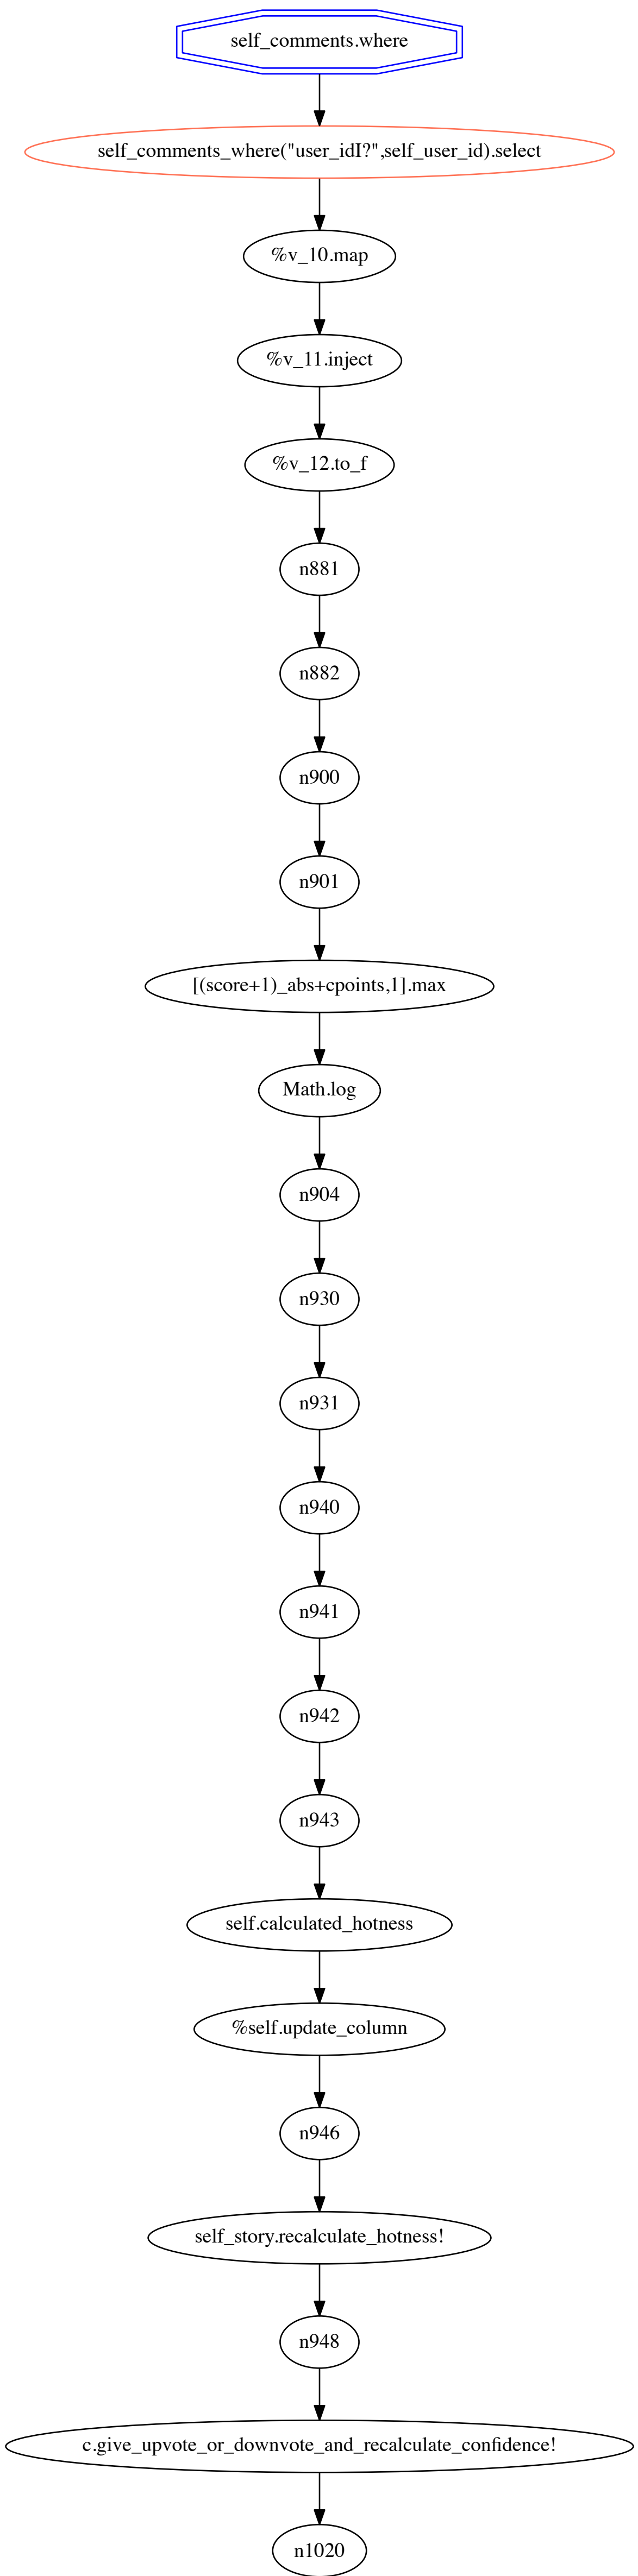 self_comments.where
self_comments_where("user_idI?",self_user_id).select
%v_10.map
%v_11.inject
%v_12.to_f
n881
n882
n900
n901
[(score+1)_abs+cpoints,1].max
Math.log
n904
n930
n931
n940
n941
n942
n943
self.calculated_hotness
%self.update_column
n946
self_story.recalculate_hotness!
n948
c.give_upvote_or_downvote_and_recalculate_confidence!
n1020